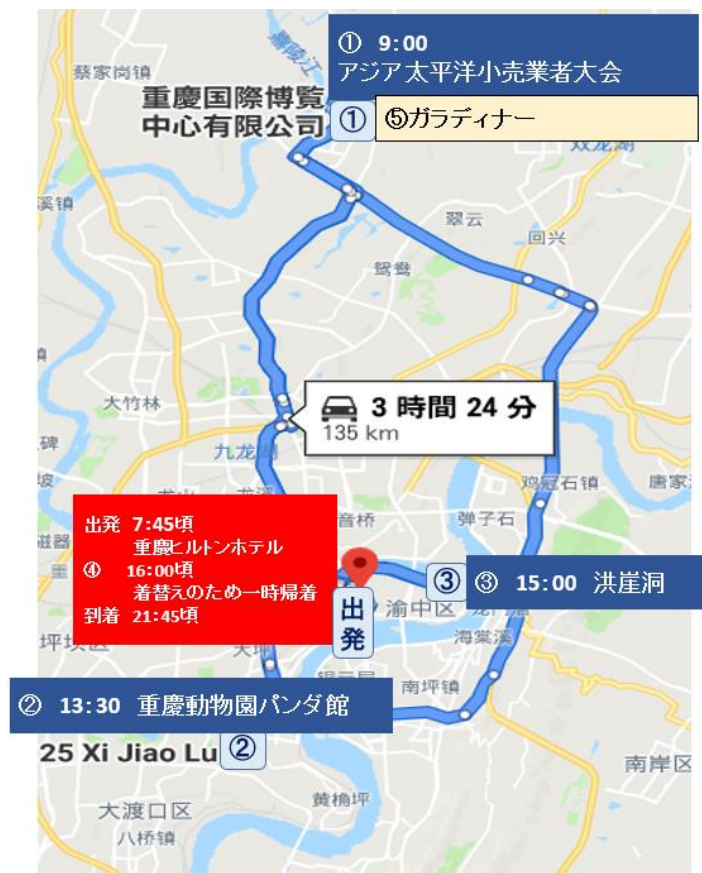 ① 9:00
アジア太平洋小売業者大会
嘉陵江
蔡家岗镇
重慶国際博覧
中心有限公司
①
⑤ガラディナー
双龙湖
翠云
回兴
鸳鸯
大竹林
3 時間 24 分
135 km
九龙湖
鸡冠石镇
唐家
出発 7:45頃
重慶ヒルトンホテル
④ 16:00頃
着替えのため一時帰着
到着 21:45頃
音桥
弹子石
出発
③
③ 15:00 洪崖洞
渝中区
海棠溪
大坪
南坪镇
② 13:30 重慶動物園パンダ館
25 Xi Jiao Lu
②
南岸区
黄桷坪
大渡口区
八桥镇